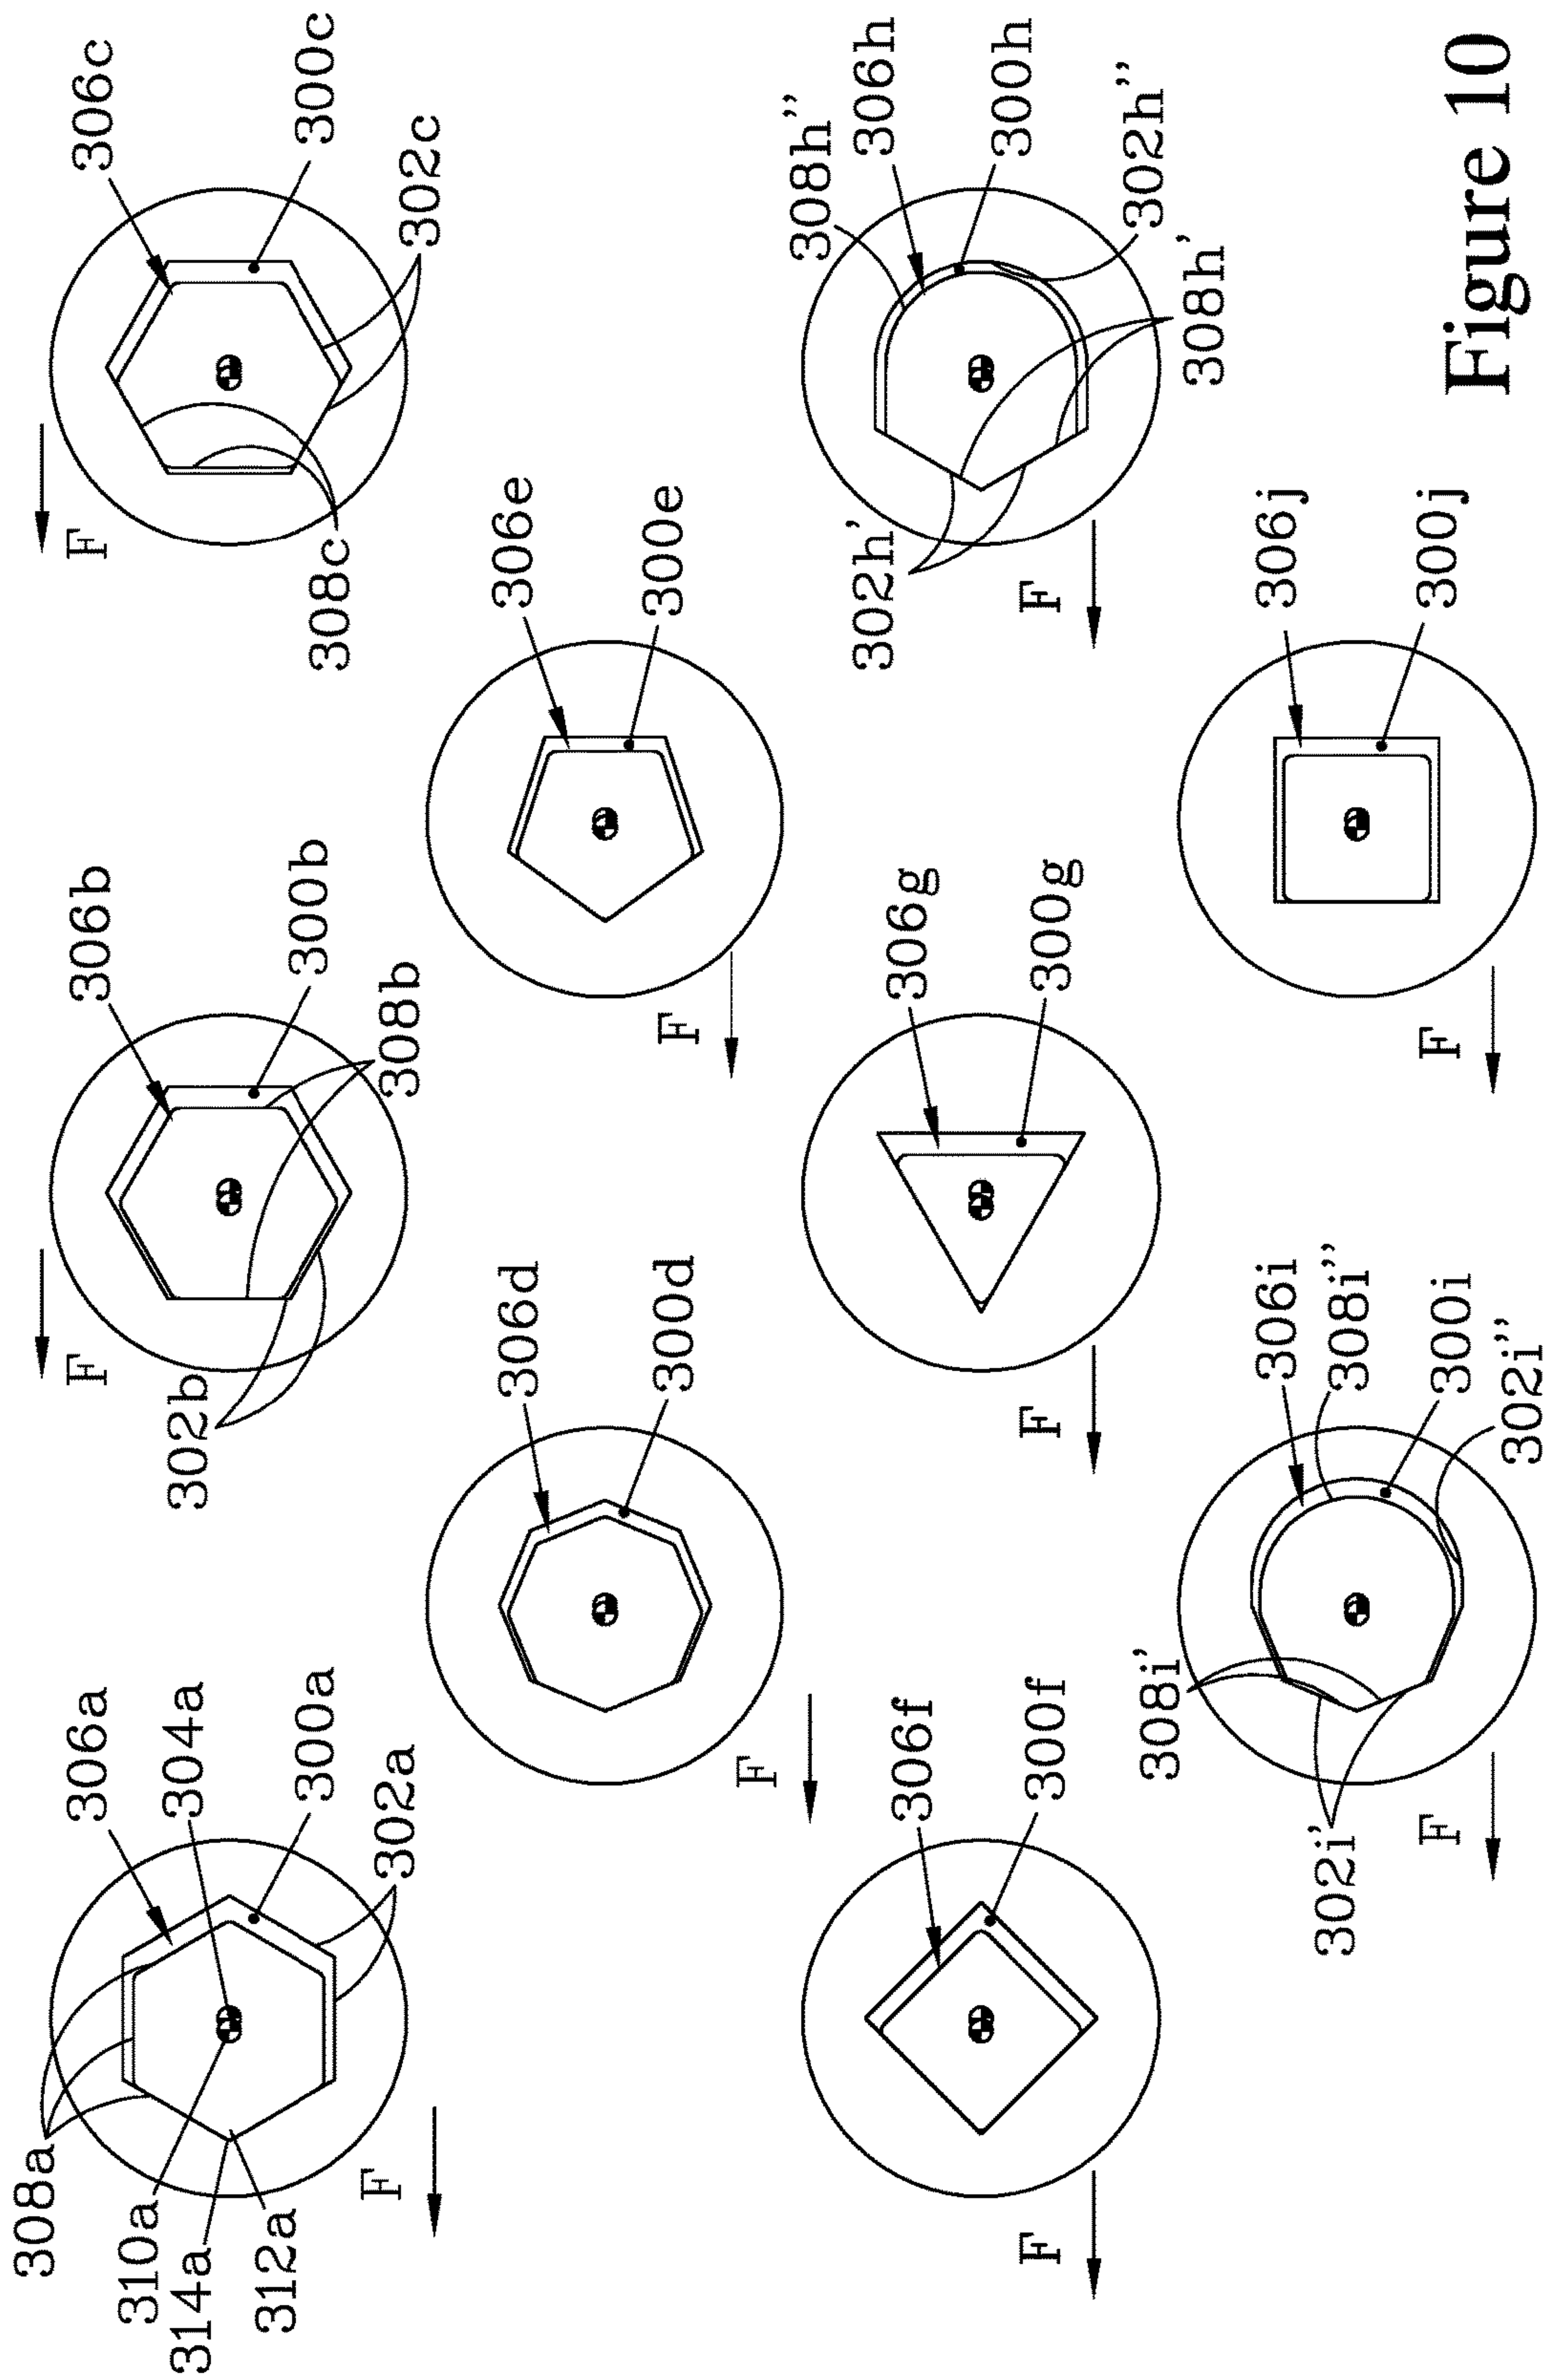 308a
310a
314a
312a
306a
304a
300a
302a
F
302b
306b
300b
308b
F
308c
306c
300c
302c
F
306d
300d
F
306e
300e
F
306f
300f
F
306g
300g
F
302h'
308h"
306h
300h
302h"
308h'
F
308i'
302i'
306i
308i"
300i
302i"
F
306j
300j
F
Figure 10